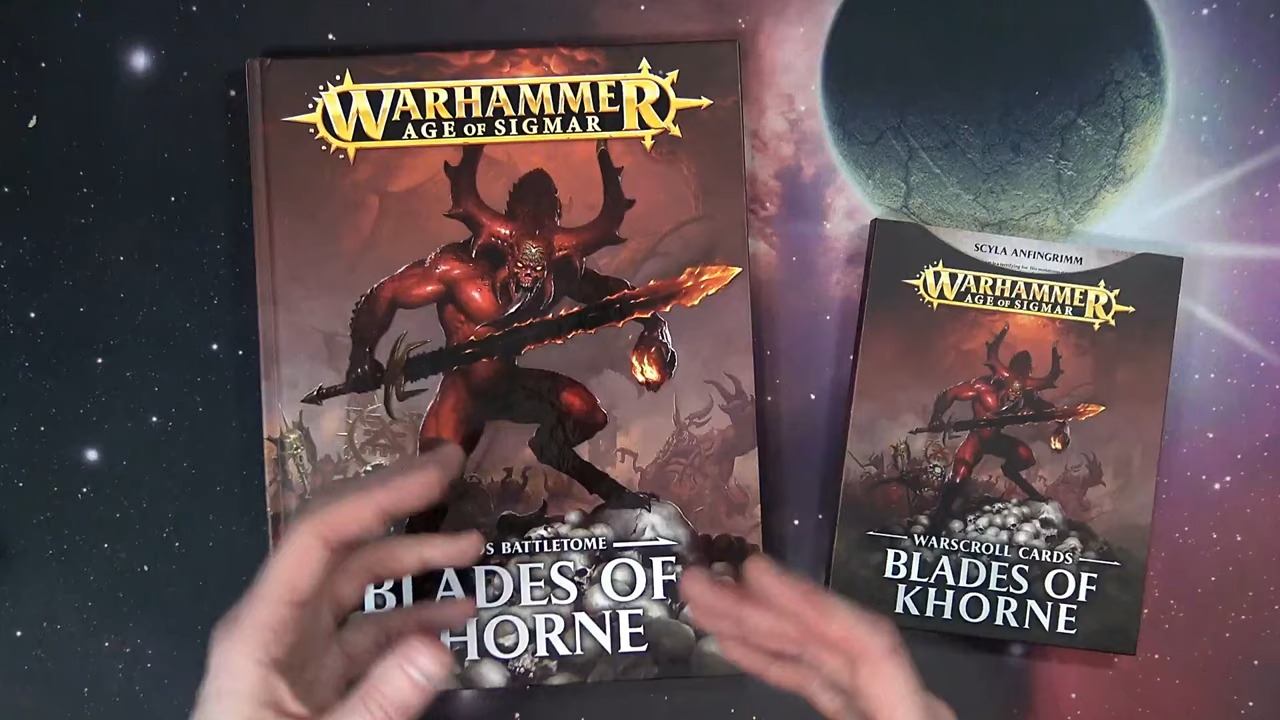 WARHAMMER
AGE OF SIGMAR
BATTLETOME
BLADES OF
KHORNE
SCYLA ANFINGRIMM
WARHAMMER
AGE OF SIGMAR
WARSCROLL CARDS
BLADES OF
KHORNE